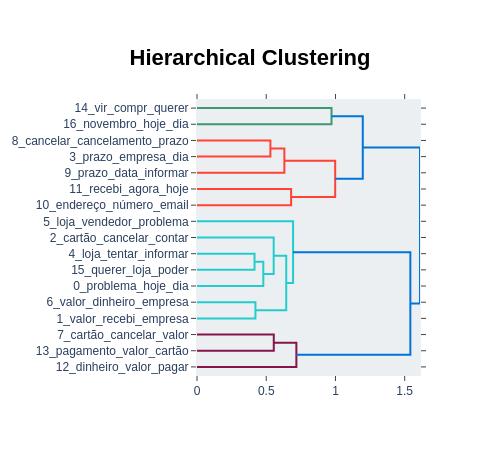 Hierarchical Clustering
14_vir_compr_querer
16_novembro_hoje_dia
8_cancelar_cancelamento_prazo
3_prazo_empresa_dia
9_prazo_data_informar
11_recebi_agora_hoje
10_endereço_número_email
5_loja_vendedor_problema
2_cartão_cancelar_contar
4_loja_tentar_informar
15_querer_loja_poder
0_problema_hoje_dia
6_valor_dinheiro_empresa
1_valor_recebi_empresa
7_cartão_cancelar_valor
13_pagamento_valor_cartão
12_dinheiro_valor_pagar
0 0.5 1 1.5